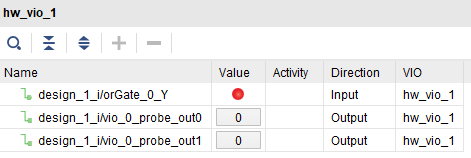 hw_vio_1
Name Value Activity Direction VIO
design_1_i/orGate_0_Y Input hw_vio_1
design_1_i/vio_0_probe_out0 0 Output hw_vio_1
design_1_i/vio_0_probe_out1 0 Output hw_vio_1